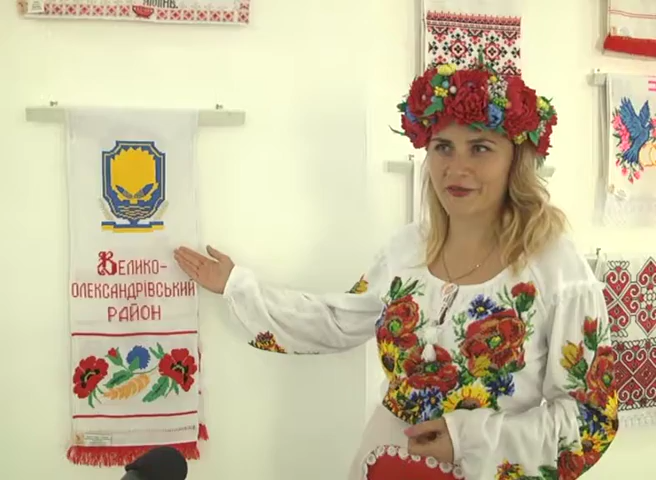 Велико-
олександрівський
район